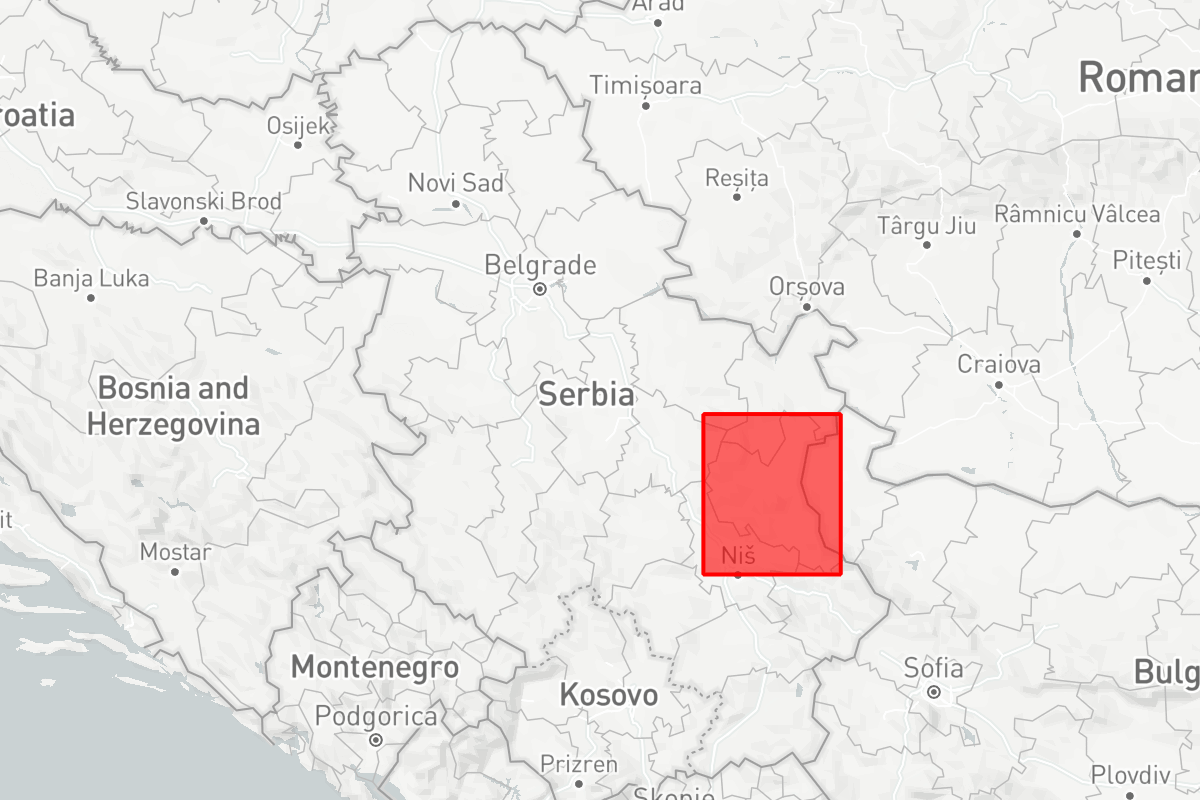 Arad
Timișoara
Roman
roatia
Osijek
Reșița
Novi Sad
Slavonski Brod
Târgu Jiu
Râmnicu Vâlcea
Belgrade
Pitești
Banja Luka
Orșova
Craiova
Bosnia and
Herzegovina
Serbia
it
Mostar
Niš
Montenegro
Kosovo
Sofia
Bulg
Podgorica
Prizren
Plovdiv
Skopje